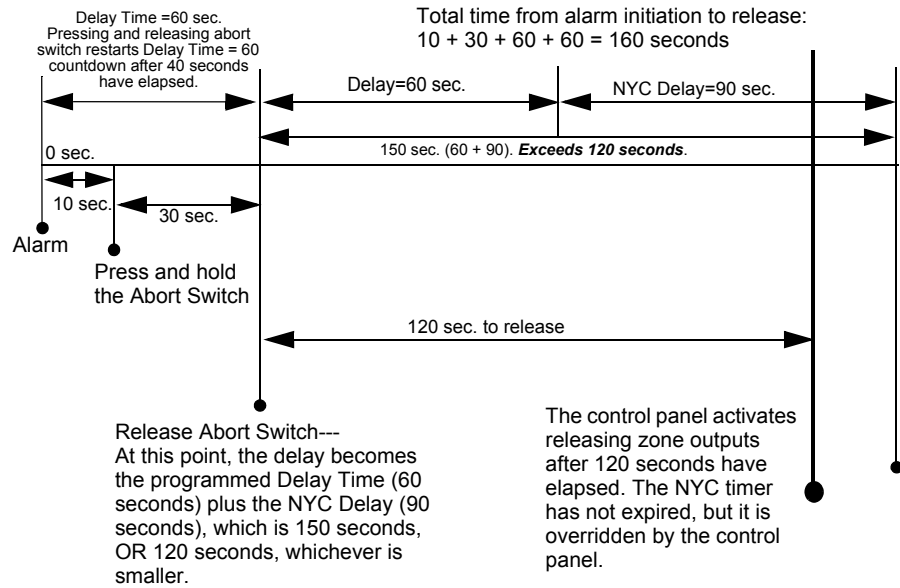 Delay Time =60 sec.
Pressing and releasing abort
switch restarts Delay Time = 60
countdown after 40 seconds
have elapsed.
Total time from alarm initiation to release:
10 + 30 + 60 + 60 = 160 seconds
Delay=60 sec.
NYC Delay=90 sec.
150 sec. (60 + 90). Exceeds 120 seconds.
0 sec.
10 sec.
30 sec.
Alarm
Press and hold
the Abort Switch
120 sec. to release
Release Abort Switch---
At this point, the delay becomes
the programmed Delay Time (60
seconds) plus the NYC Delay (90
seconds), which is 150 seconds,
OR 120 seconds, whichever is
smaller.
The control panel activates
releasing zone outputs
after 120 seconds have
elapsed. The NYC timer
has not expired, but it is
overridden by the control
panel.